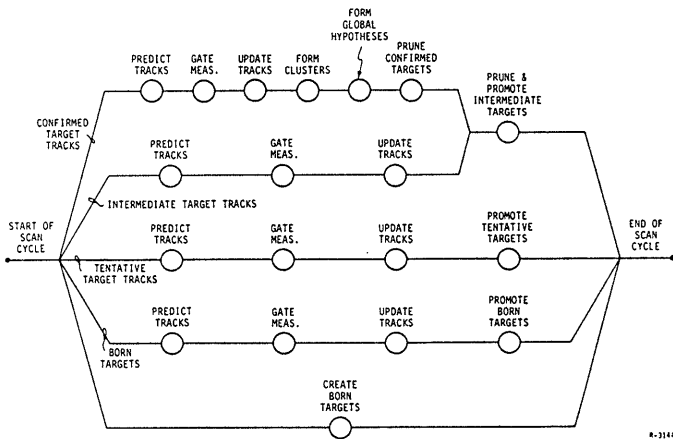 FORM
GLOBAL
HYPOTHESES
PREDICT
TRACKS
GATE
MEAS.
UPDATE
TRACKS
FORM
CLUSTERS
PRUNE
CONFIRMED
TARGETS
PRUNE &
PROMOTE
INTERMEDIATE
TARGETS
CONFIRMED
TARGET
TRACKS
PREDICT
TRACKS
GATE
MEAS.
UPDATE
TRACKS
INTERMEDIATE TARGET TRACKS
START OF
SCAN
CYCLE
PREDICT
TRACKS
GATE
MEAS.
UPDATE
TRACKS
PROMOTE
TENTATIVE
TARGETS
END OF
SCAN
CYCLE
TENTATIVE
TARGET TRACKS
PREDICT
TRACKS
GATE
MEAS.
UPDATE
TRACKS
PROMOTE
BORN
TARGETS
BORN
TARGETS
CREATE
BORN
TARGETS